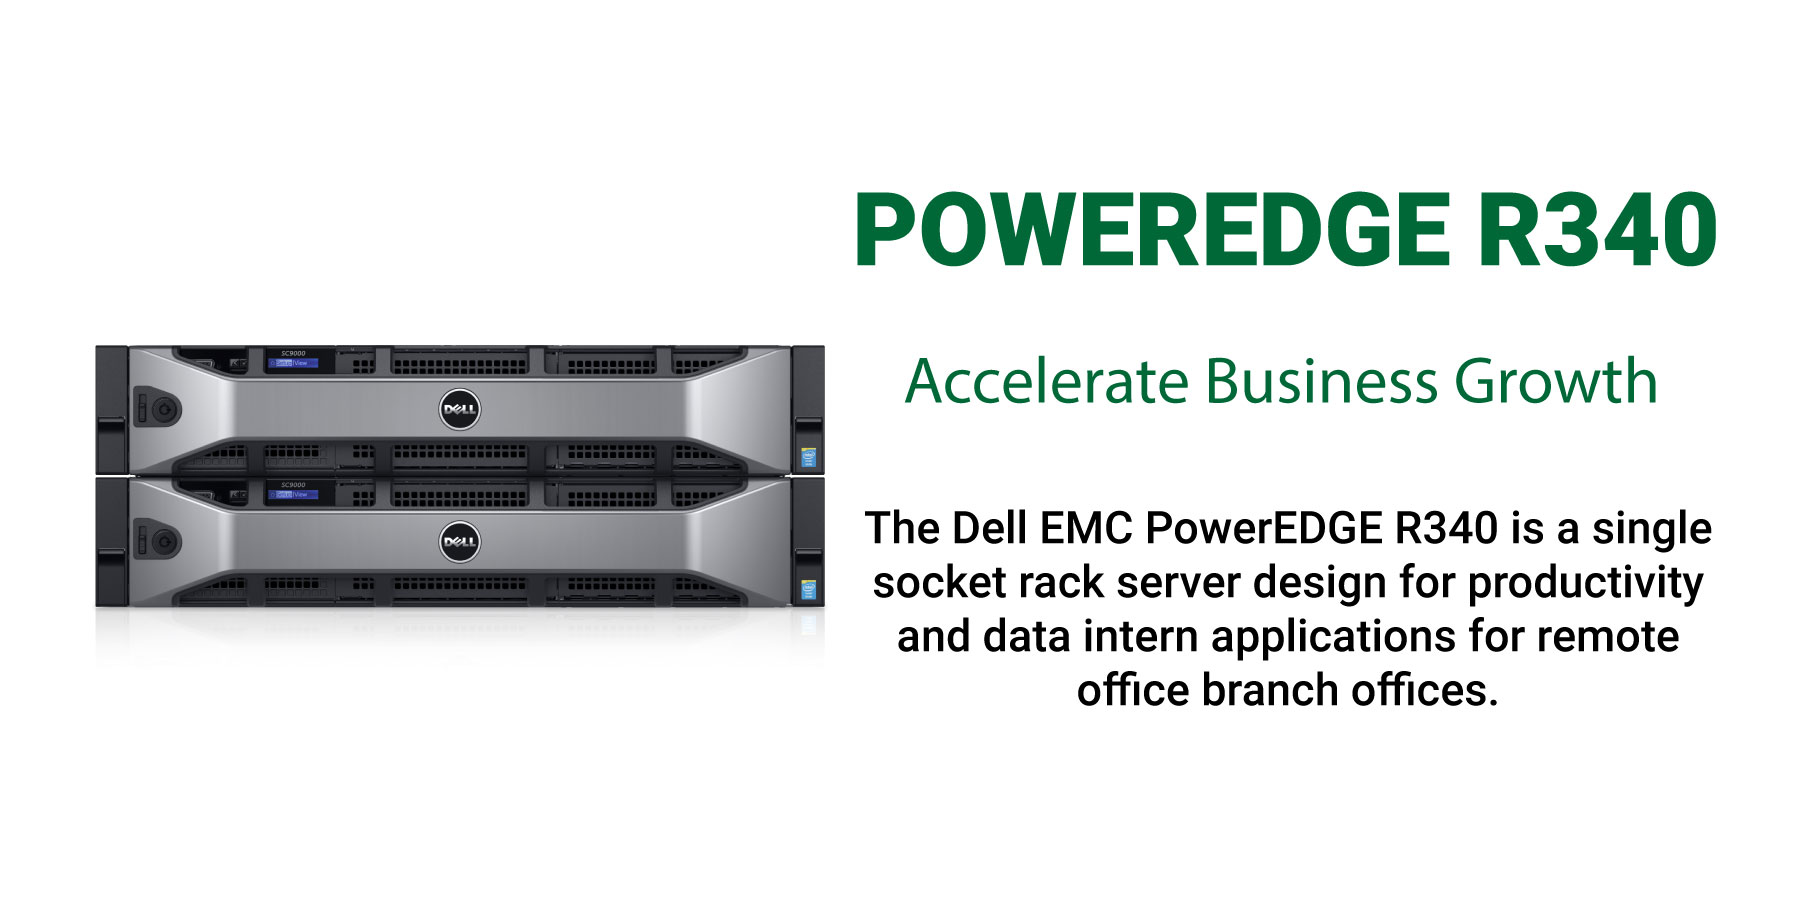 POWEREDGE R340
Accelerate Business Growth
The Dell EMC PowerEDGE R340 is a single
socket rack server design for productivity
and data intern applications for remote
office branch offices.
SC9000
DELL
SC9000
DELL